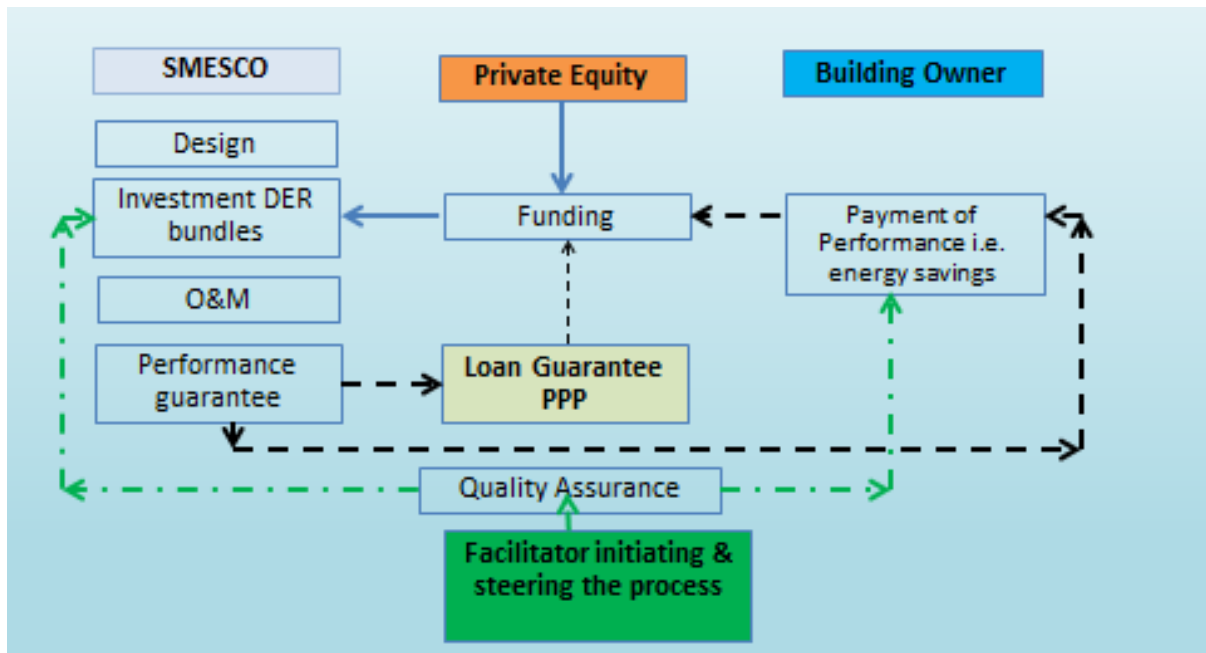 SMESCO
Private Equity
Building Owner
Design
Investment DER
bundles
Funding
Payment of
Performance i.e.
energy savings
O&M
Performance
guarantee
Loan Guarantee
PPP
Quality Assurance
Facilitator initiating &
steering the process